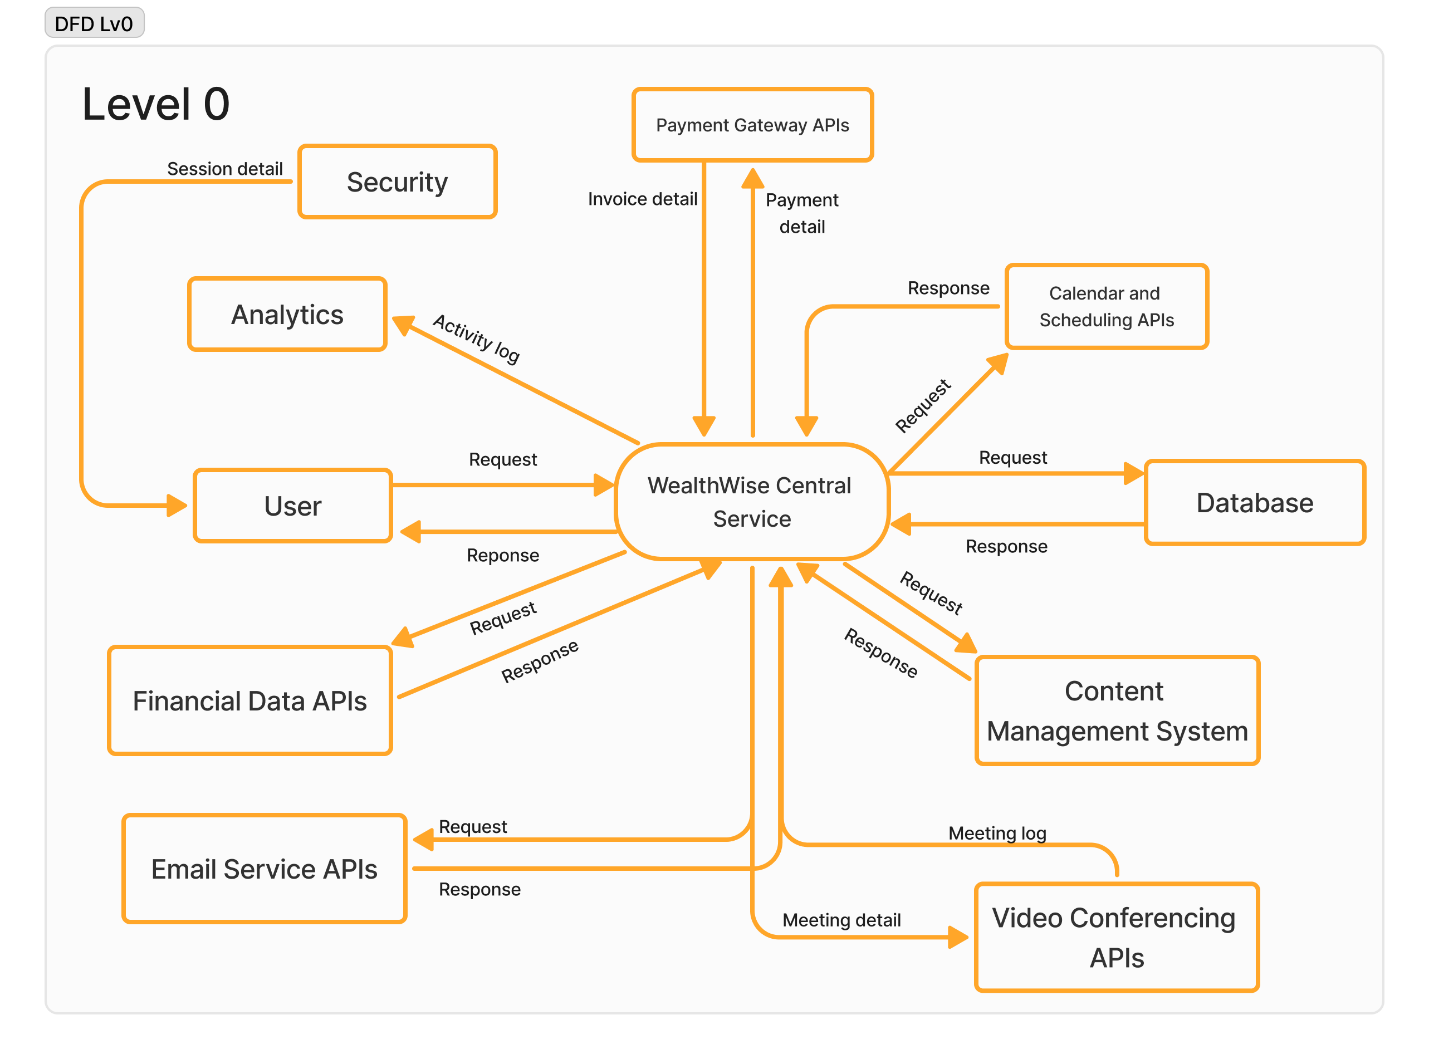 DFD Lv0
Level 0
Payment Gateway APIs
Session detail
Security
Invoice detail
Payment
detail
Response
Calendar and
Scheduling APIs
Analytics
Activity log
Request
Request
Request
WealthWise Central
Service
Database
User
Reponse
Response
Request
Response
Request
Response
Financial Data APIs
Content
Management System
Request
Email Service APIs
Response
Meeting log
Meeting detail
Video Conferencing
APIs